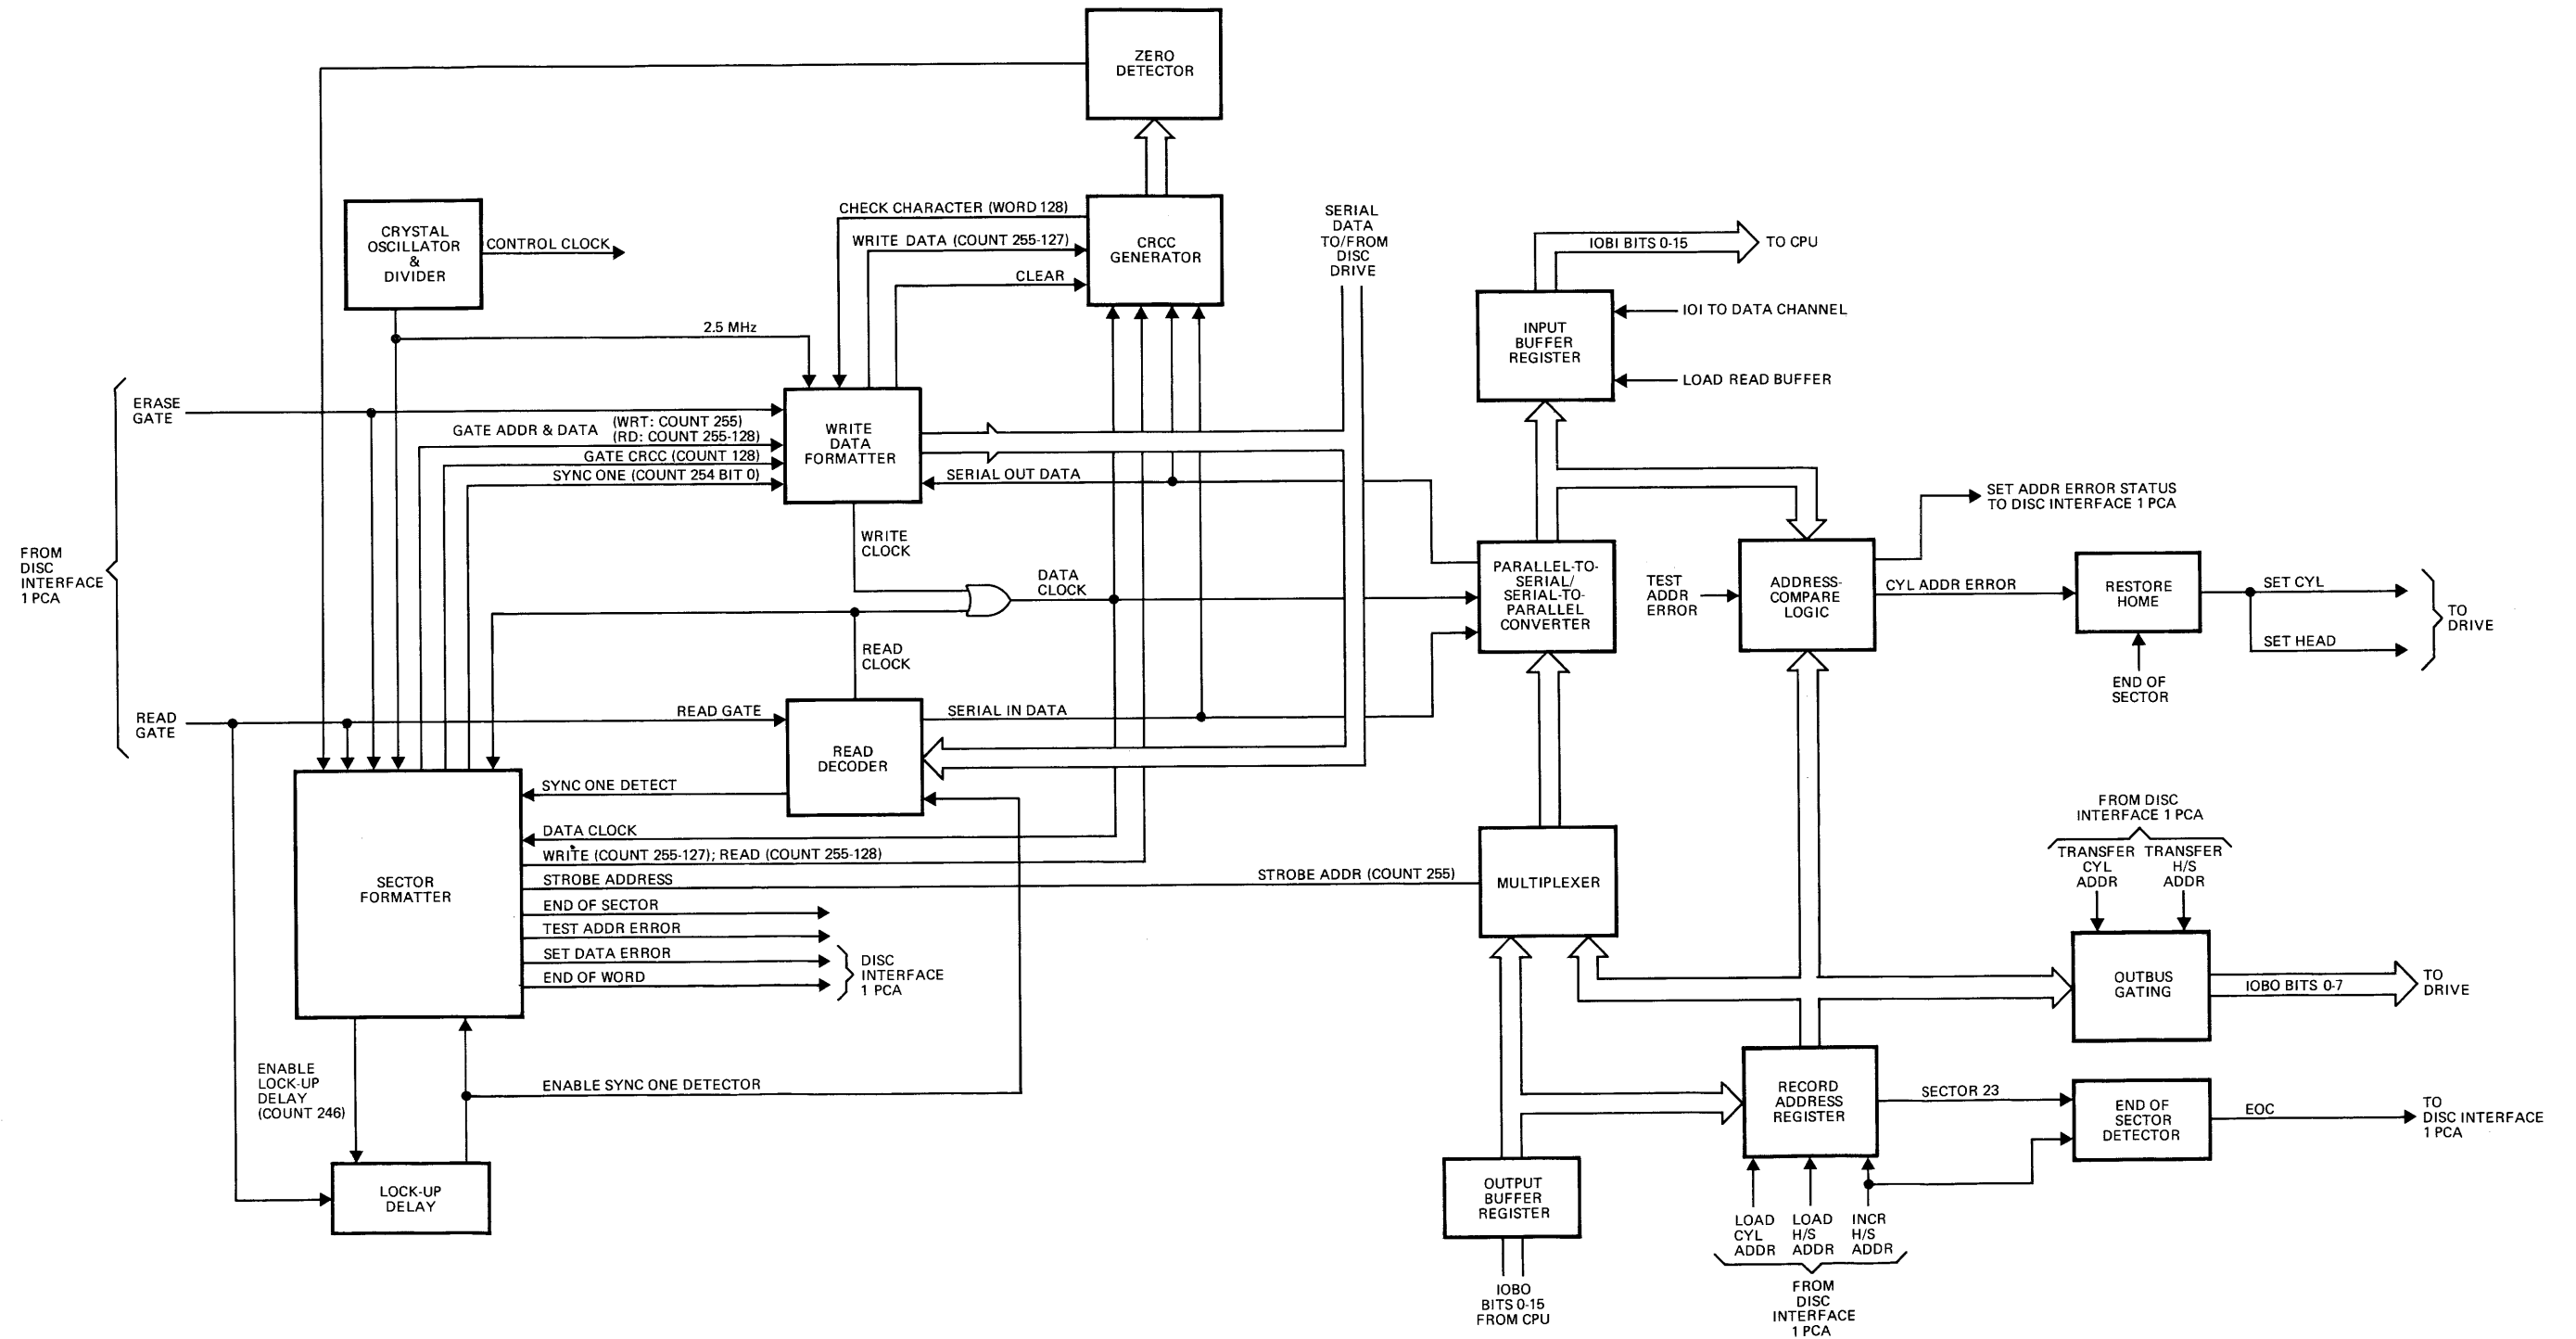 ZERO
DETECTOR
CRYSTAL
OSCILLATOR
&
DIVIDER
CONTROL CLOCK
CHECK CHARACTER (WORD 128)
WRITE DATA (COUNT 255-127)
CLEAR
CRCC
GENERATOR
SERIAL
DATA
TO/FROM
DISC
DRIVE
IOBI BITS 0-15
TO CPU
INPUT
BUFFER
REGISTER
IOI TO DATA CHANNEL
LOAD READ BUFFER
2.5 MHz
FROM
DISC
INTERFACE
1 PCA
ERASE
GATE
GATE ADDR & DATA
(WRT: COUNT 255)
(RD: COUNT 255-128)
GATE CRCC (COUNT 128)
SYNC ONE (COUNT 254 BIT 0)
WRITE
DATA
FORMATTER
SERIAL OUT DATA
WRITE
CLOCK
DATA
CLOCK
READ
CLOCK
PARALLEL-TO-
SERIAL/
SERIAL-TO-
PARALLEL
CONVERTER
TEST
ADDR
ERROR
ADDRESS-
COMPARE
LOGIC
SET ADDR ERROR STATUS
TO DISC INTERFACE 1 PCA
CYL ADDR ERROR
RESTORE
HOME
END OF
SECTOR
SET CYL
SET HEAD
TO
DRIVE
READ
GATE
READ GATE
READ
DECODER
SERIAL IN DATA
SYNC ONE DETECT
DATA CLOCK
WRITE (COUNT 255-127); READ (COUNT 255-128)
STROBE ADDRESS
STROBE ADDR (COUNT 255)
SECTOR
FORMATTER
END OF SECTOR
TEST ADDR ERROR
SET DATA ERROR
END OF WORD
DISC
INTERFACE
1 PCA
MULTIPLEXER
FROM DISC
INTERFACE 1 PCA
TRANSFER
CYL
ADDR
TRANSFER
H/S
ADDR
OUTBUS
GATING
IOBO BITS 0-7
TO
DRIVE
ENABLE
LOCK-UP
DELAY
(COUNT 246)
ENABLE SYNC ONE DETECTOR
LOCK-UP
DELAY
RECORD
ADDRESS
REGISTER
SECTOR 23
END OF
SECTOR
DETECTOR
EOC
TO
DISC INTERFACE
1 PCA
OUTPUT
BUFFER
REGISTER
IOBO
BITS 0-15
FROM CPU
LOAD
CYL
ADDR
LOAD
H/S
ADDR
INCR
H/S
ADDR
FROM
DISC
INTERFACE
1 PCA